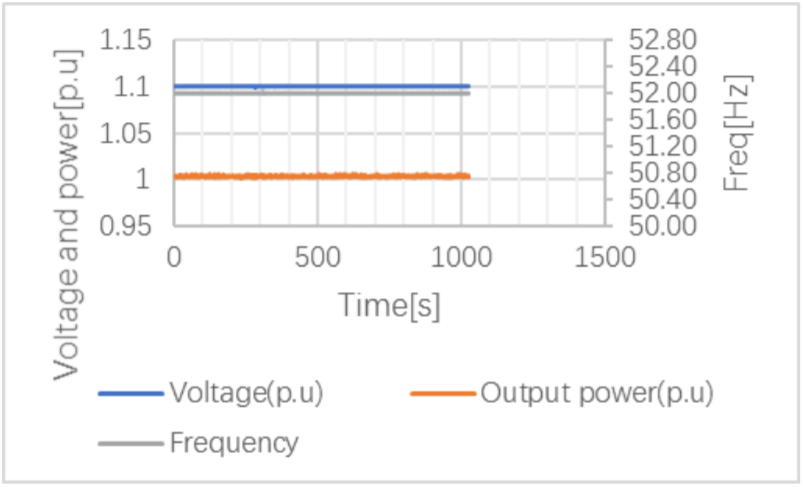 Voltage and power[p.u]
1.15
1.1
1.05
1
0.95
52.80
52.40
52.00
51.60
51.20
50.80
50.40
50.00
Freq[Hz]
0 500 1000 1500
Time[s]
Voltage(p.u) Output power(p.u)
Frequency